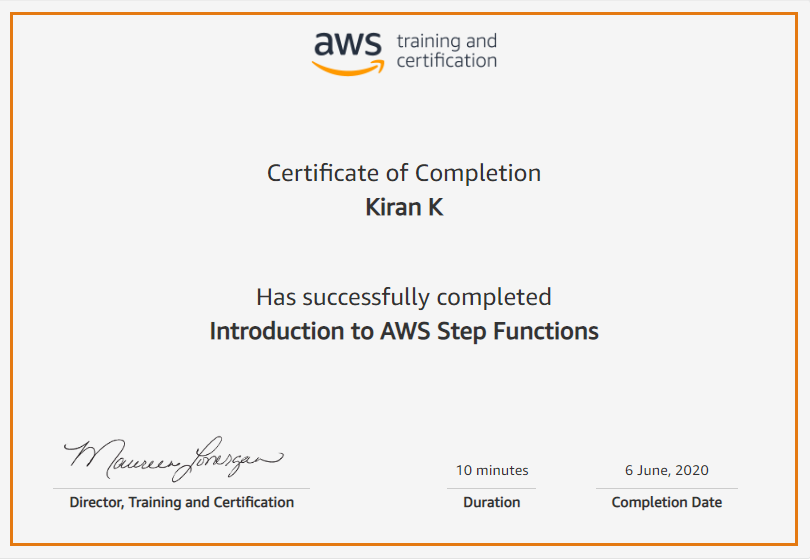 aws training and
certification
Certificate of Completion
Kiran K
Has successfully completed
Introduction to AWS Step Functions
Maureen Lonergan
10 minutes
6 June, 2020
Director, Training and Certification
Duration
Completion Date